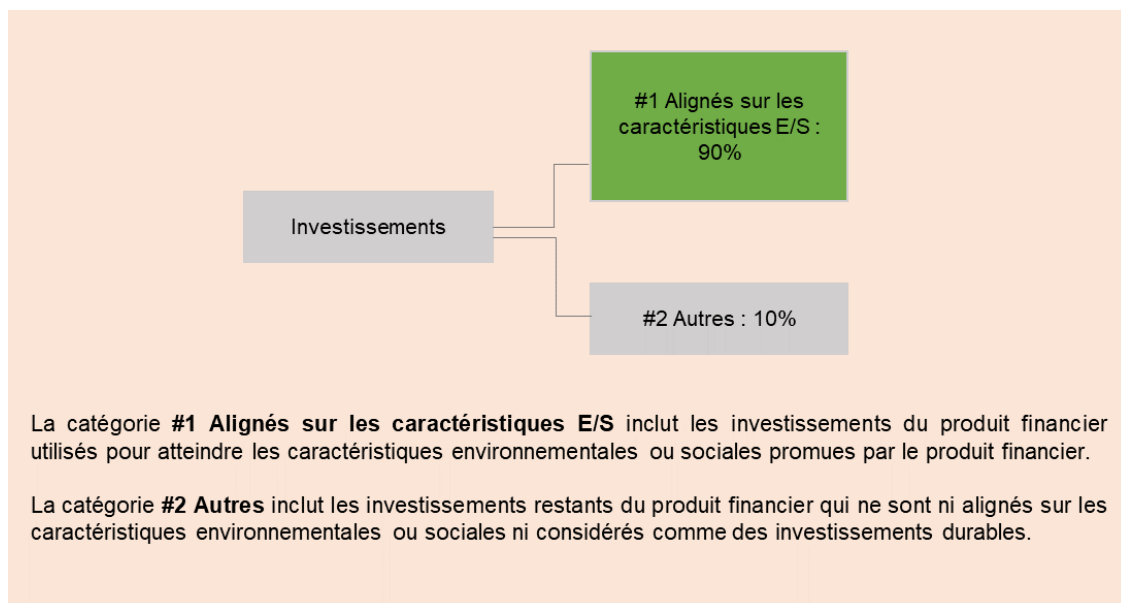 #1 Alignés sur les
caractéristiques E/S :
90%
Investissements
#2 Autres : 10%
La catégorie #1 Alignés sur les caractéristiques E/S inclut les investissements du produit financier
utilisés pour atteindre les caractéristiques environnementales ou sociales promues par le produit financier.
La catégorie #2 Autres inclut les investissements restants du produit financier qui ne sont ni alignés sur les
caractéristiques environnementales ou sociales ni considérés comme des investissements durables.